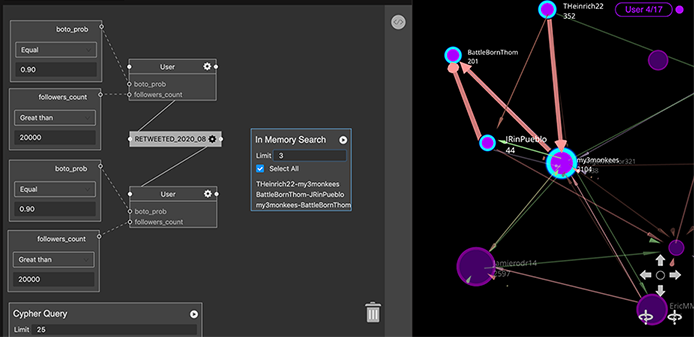 boto_prob
Equal
0.90
followers_count
Great than
20000
User
boto_prob
followers_count
RETWEETED_2020_08
boto_prob
Equal
0.90
followers_count
Great than
20000
User
boto_prob
followers_count
In Memory Search
Limit 3
Select All
THeinrich22-my3monkees
BattleBornThom-JRinPueblo
my3monkees-BattleBornThom
Cypher Query
Limit 25
</>
THeinrich22
352
User 4/17
BattleBornThom
201
JRinPueblo
44
my3monkees
2104
Jamierodr14
2597
EricMM